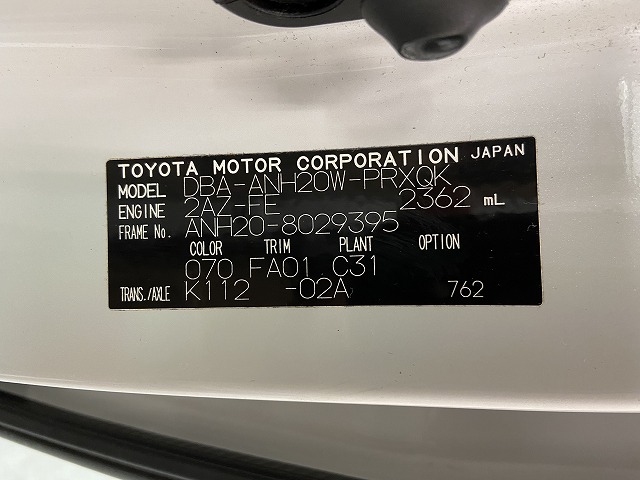 TOYOTA MOTOR CORPORATION JAPAN
MODEL DBA-ANH20W-PRXQK
ENGINE 2AZ-FE 2362 mL
FRAME No. ANH20-8029395
COLOR TRIM PLANT OPTION
070 FA01 C31
TRANS./AXLE K112 -02A 762